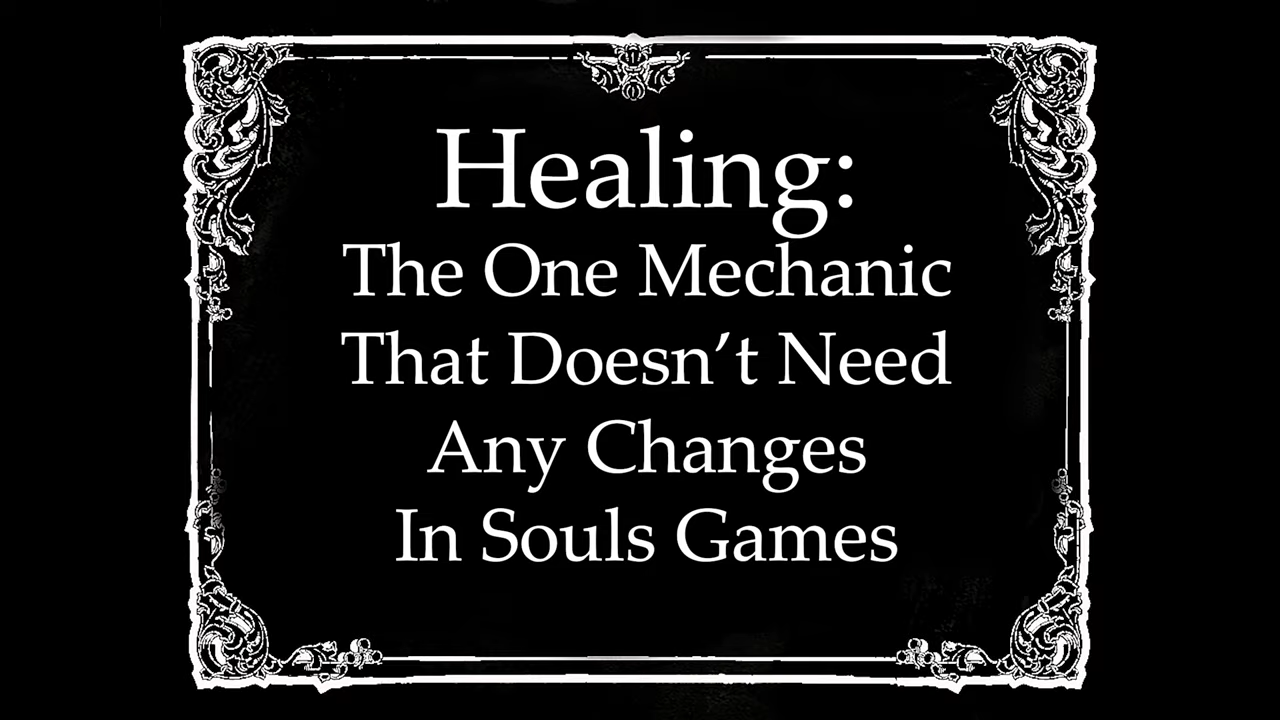 Healing:
The One Mechanic
That Doesn’t Need
Any Changes
In Souls Games